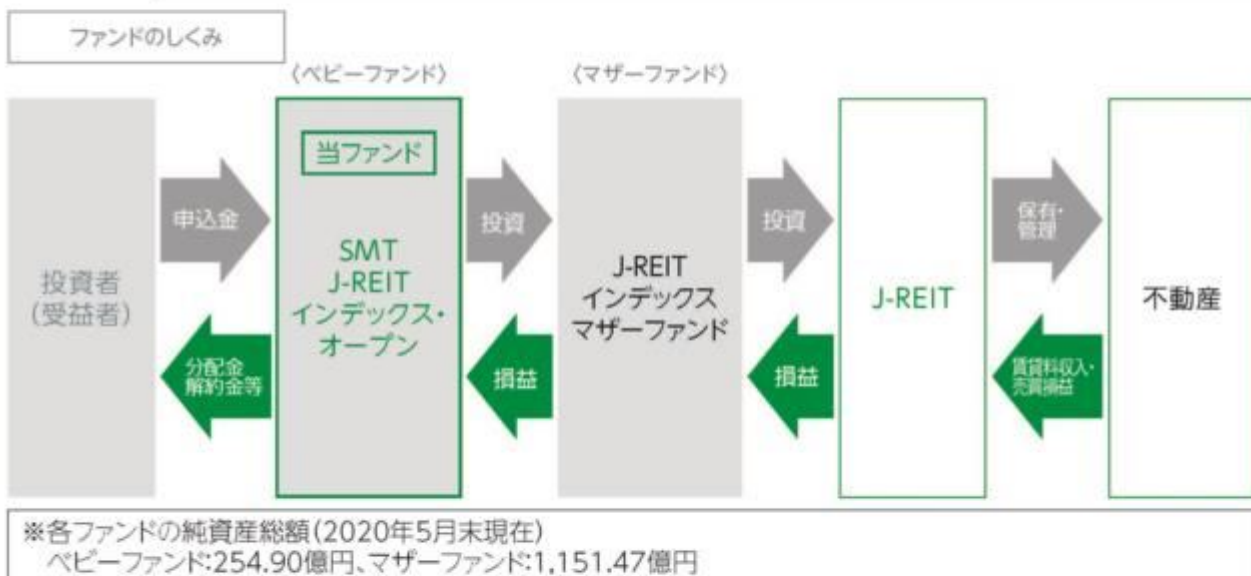 ファンドのしくみ
〈ベビーファンド〉
〈マザーファンド〉
投資者
(受益者)
申込金
分配金
解約金等
当ファンド
SMT
J-REIT
インデックス・
オープン
投資
損益
J-REIT
インデックス
マザーファンド
投資
損益
J-REIT
保有・
管理
賃貸料収入・
売買損益
不動産
※各ファンドの純資産総額(2020年5月末現在)
ベビーファンド:254.90億円、マザーファンド:1,151.47億円